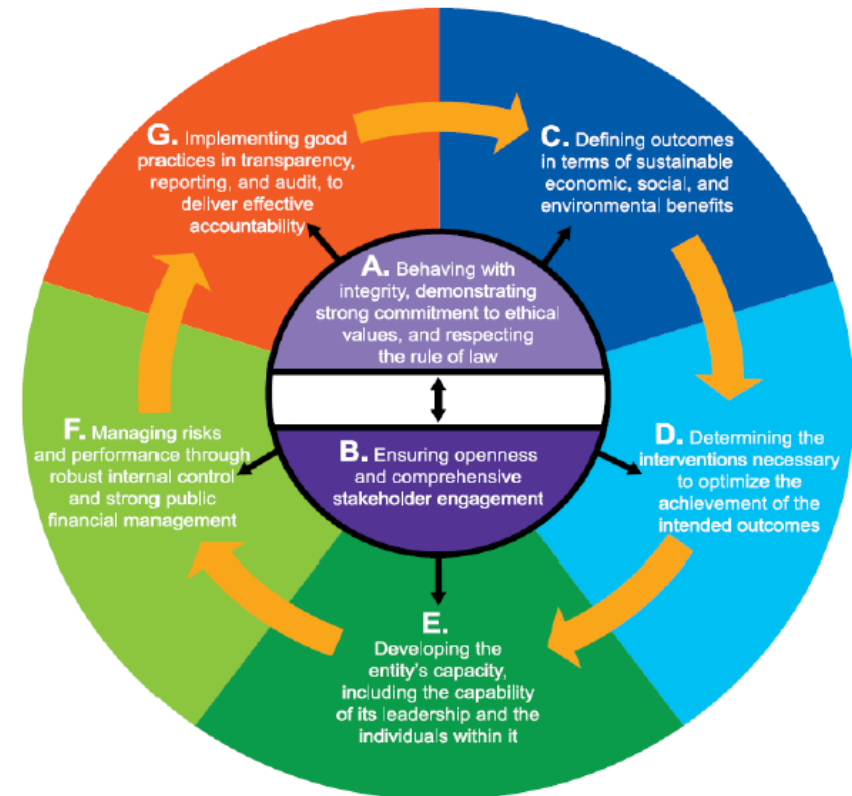 G. Implementing good
practices in transparency,
reporting, and audit, to
deliver effective
accountability
C. Defining outcomes
in terms of sustainable
economic, social, and
environmental benefits
A. Behaving with
integrity, demonstrating
strong commitment to ethical
values, and respecting
the rule of law
B. Ensuring openness
and comprehensive
stakeholder engagement
F. Managing risks
and performance through
robust internal control
and strong public
financial management
D. Determining the
interventions necessary
to optimize the
achievement of the
intended outcomes
E.
Developing the
entity's capacity,
including the capability
of its leadership and the
individuals within it